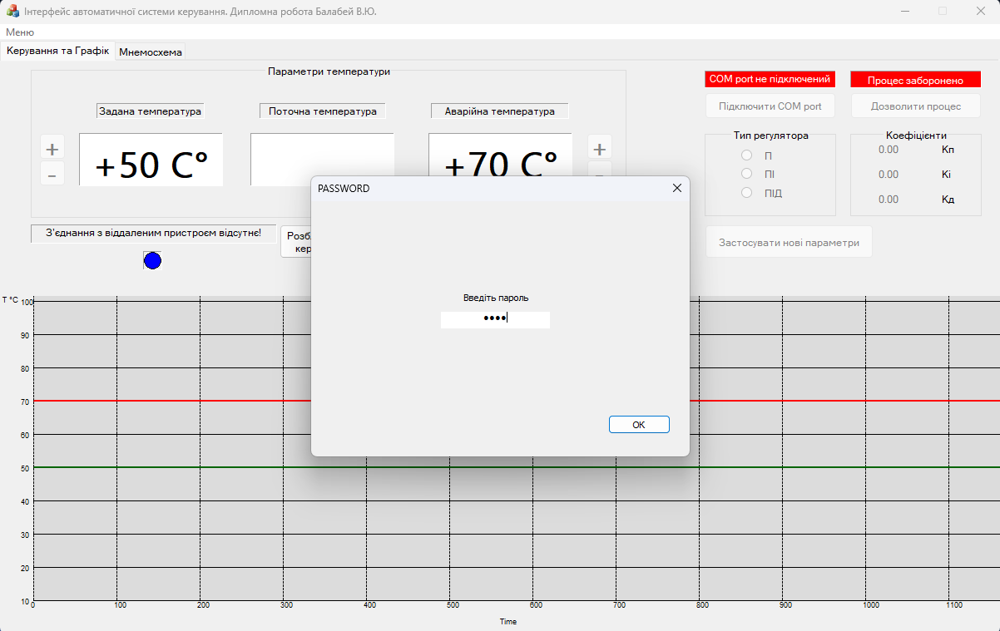 Інтерфейс автоматичної системи керування. Дипломна робота Балабей В.Ю.
Меню
Керування та Графік
Мнемосхема
Параметри температури
Задана температура
Поточна температура
Аварійна температура
+
-
+50 C°
+70 C°
+
COM port не підключений
Процес заборонено
Підключити COM port
Дозволити процес
Тип регулятора
П
ПІ
ПІД
Коефіцієнти
0.00 Кп
0.00 Кі
0.00 Кд
З'єднання з віддаленим пристроєм відсутнє!
Застосувати нові параметри
PASSWORD
Введіть пароль
••••
OK
T °C
100
90
80
70
60
50
40
30
20
10
0 100 200 300 400 500 600 700 800 900 1000 1100
Time